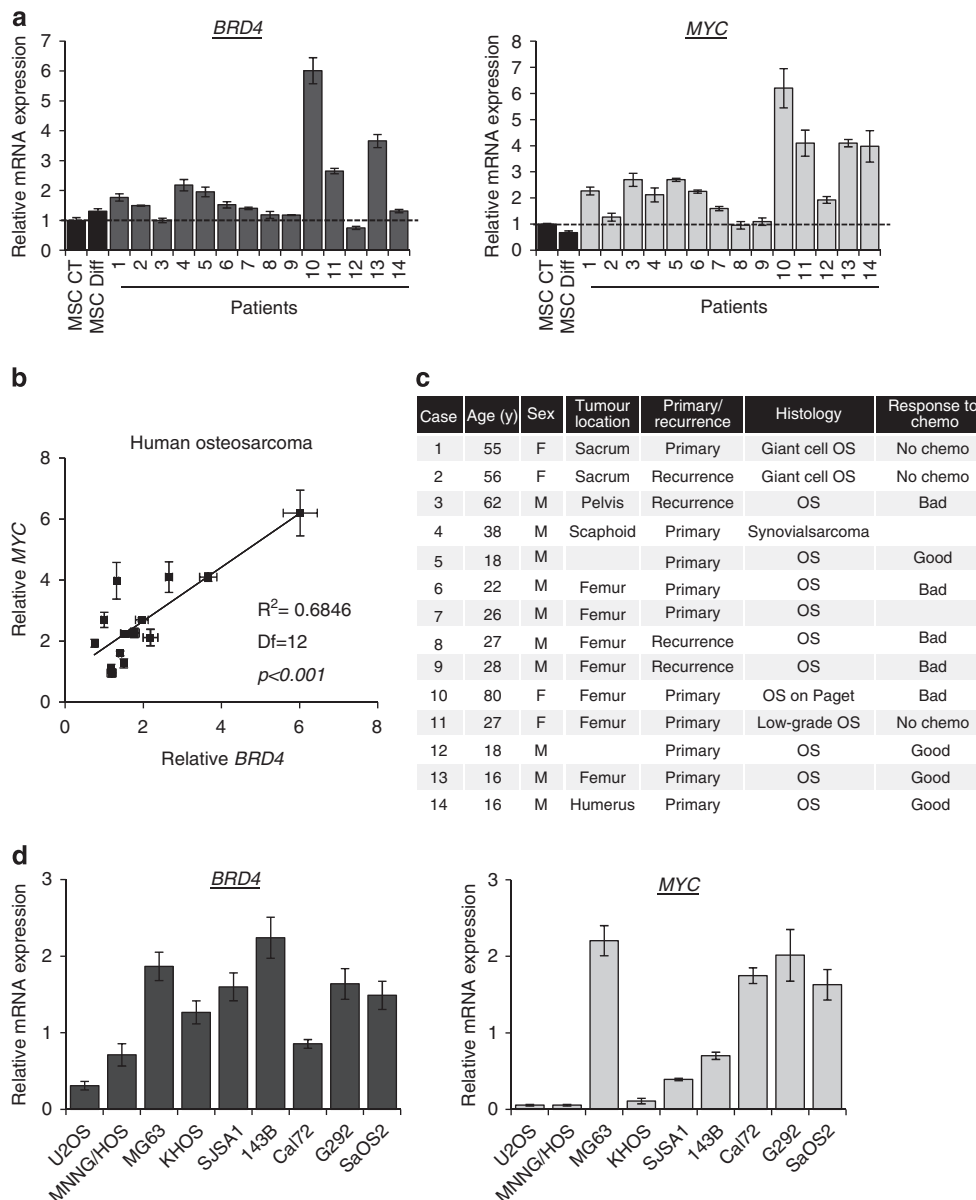 a
BRD4
Relative mRNA expression
7
6
5
4
3
2
1
0
MSC CT
MSC Diff
1
2
3
4
5
6
7
8
9
10
11
12
13
14
Patients
MYC
Relative mRNA expression
8
7
6
5
4
3
2
1
0
MSC CT
MSC Diff
1
2
3
4
5
6
7
8
9
10
11
12
13
14
Patients
b
Human osteosarcoma
Relative MYC
8
6
4
2
0
R²= 0.6846
Df=12
p<0.001
0 2 4 6 8
Relative BRD4
c
Case Age (y) Sex Tumour location Primary/ recurrence Histology Response to chemo
1 55 F Sacrum Primary Giant cell OS No chemo
2 56 F Sacrum Recurrence Giant cell OS No chemo
3 62 M Pelvis Recurrence OS Bad
4 38 M Scaphoid Primary Synovialsarcoma
5 18 M Primary OS Good
6 22 M Femur Primary OS Bad
7 26 M Femur Primary OS
8 27 M Femur Recurrence OS Bad
9 28 M Femur Recurrence OS Bad
10 80 F Femur Primary OS on Paget Bad
11 27 F Femur Primary Low-grade OS No chemo
12 18 M Primary OS Good
13 16 M Femur Primary OS Good
14 16 M Humerus Primary OS Good
d
BRD4
Relative mRNA expression
3
2
1
0
U2OS
MNNG/HOS
MG63
KHOS
SJSA1
143B
Cal72
G292
SaOS2
MYC
Relative mRNA expression
3
2
1
0
U2OS
MNNG/HOS
MG63
KHOS
SJSA1
143B
Cal72
G292
SaOS2